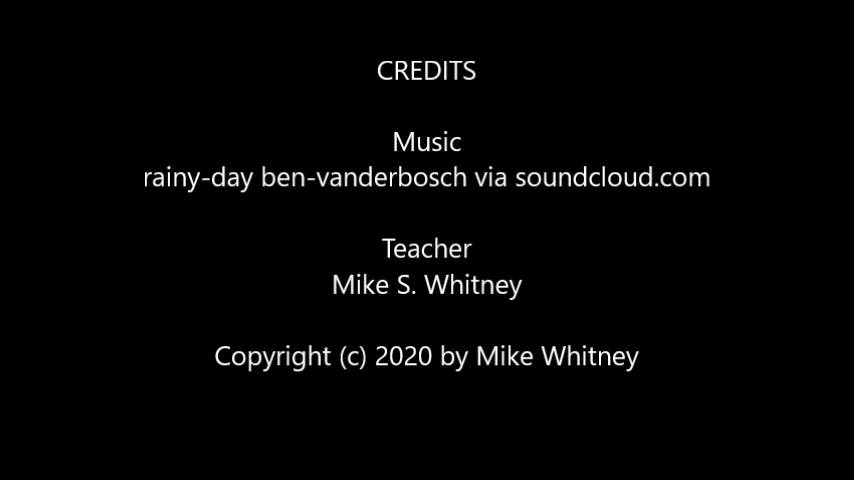 CREDITS
Music
rainy-day ben-vanderbosch via soundcloud.com
Teacher
Mike S. Whitney
Copyright (c) 2020 by Mike Whitney